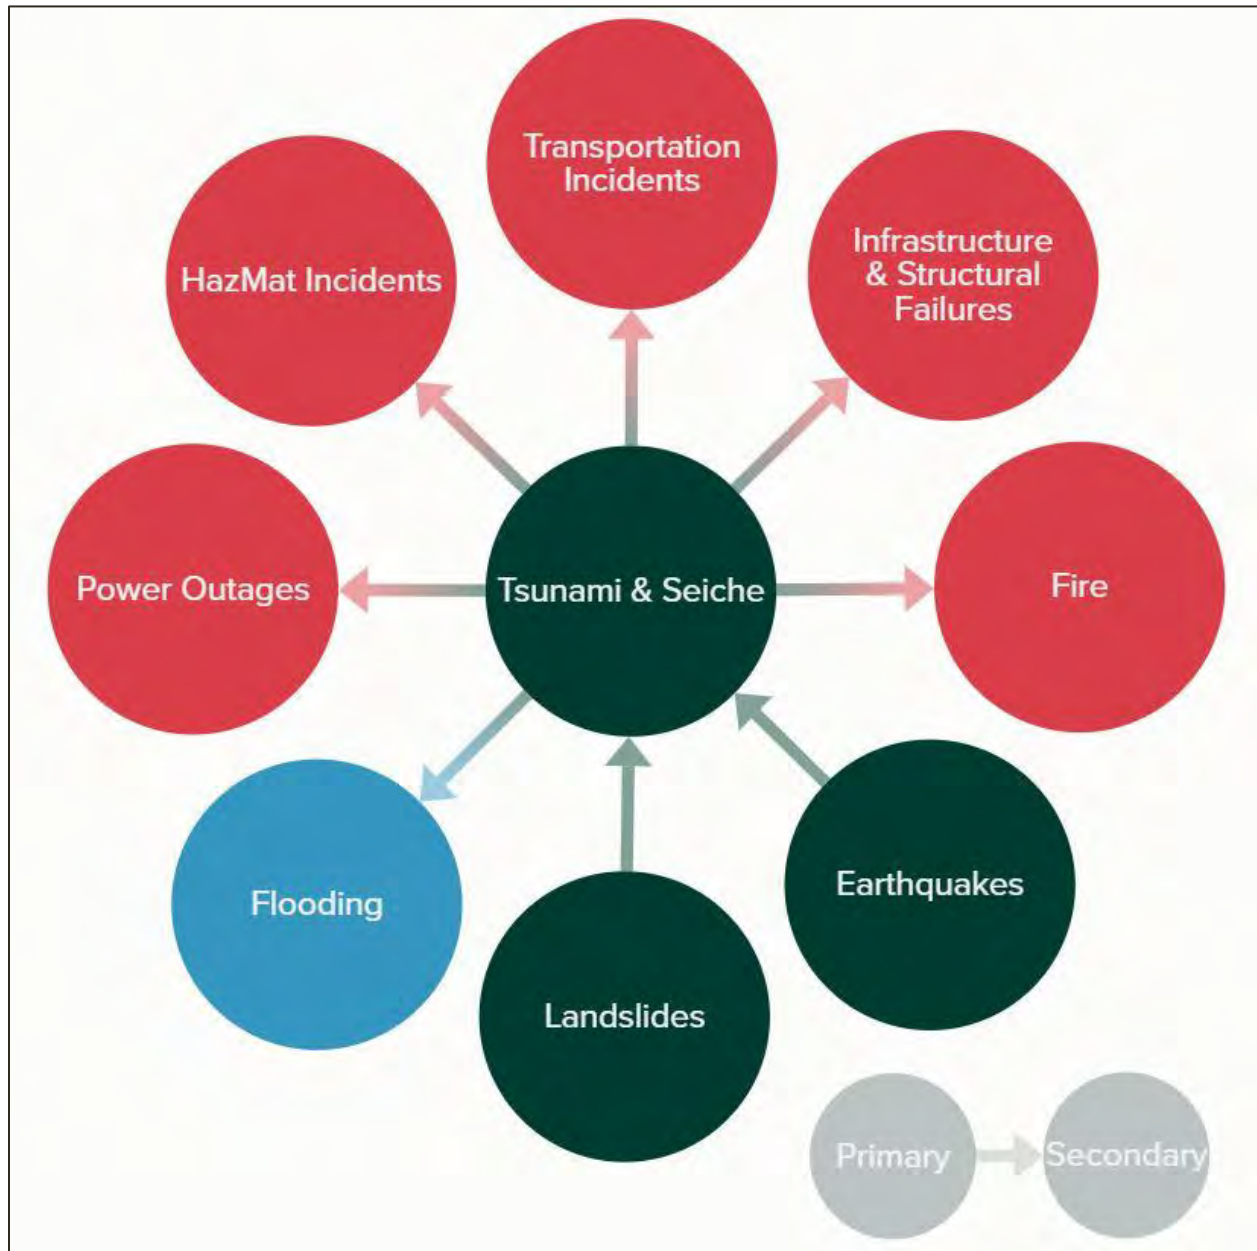 Transportation
Incidents
Infrastructure
& Structural
Failures
HazMat Incidents
Power Outages
Tsunami & Seiche
Fire
Flooding
Earthquakes
Landslides
Primary
Secondary